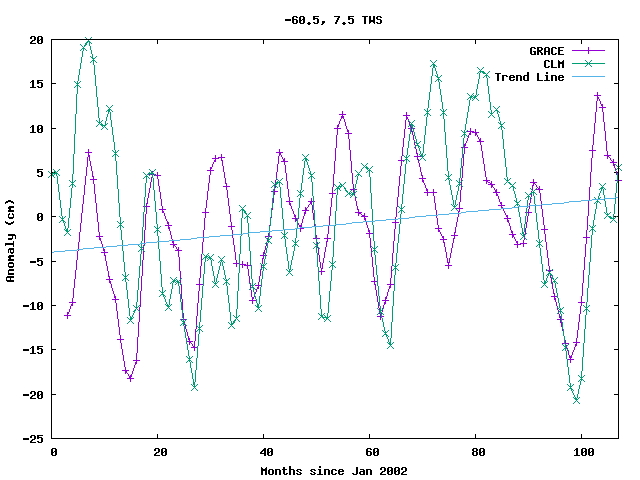 -60.5, 7.5 TWS
GRACE
CLM
Trend Line
Anomaly (cm)
20
15
10
5
0
-5
-10
-15
-20
-25
0 20 40 60 80 100
Months since Jan 2002